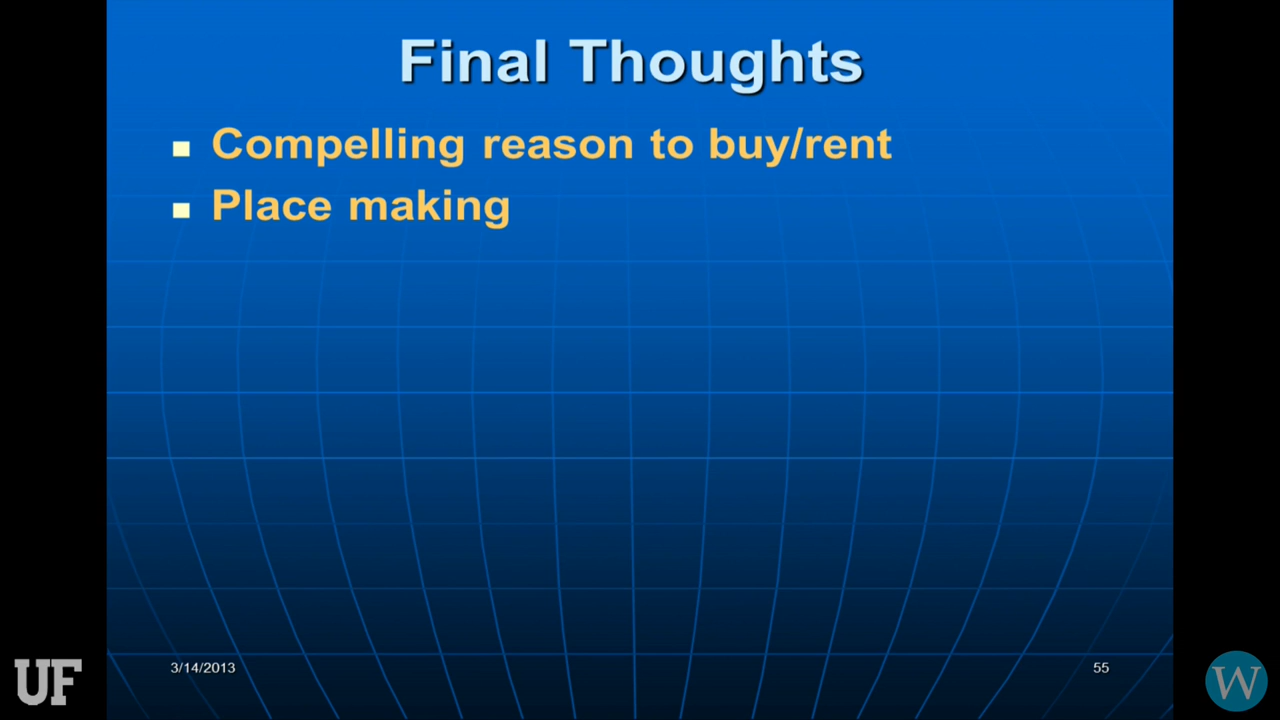 Final Thoughts
Compelling reason to buy/rent
Place making
3/14/2013
55
UF
W